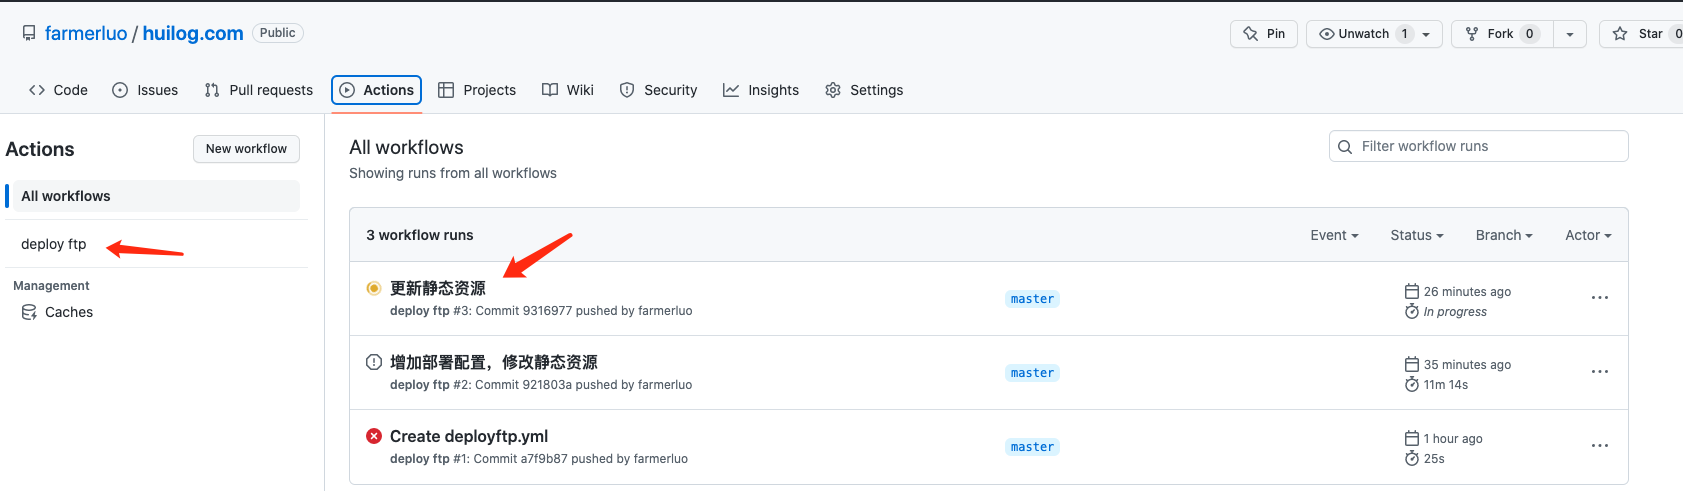 farmerluo / huilog.com Public
Pin Unwatch 1 Fork 0 Star 0
Code Issues Pull requests Actions Projects Wiki Security Insights Settings
Actions New workflow
All workflows
deploy ftp
Management
Caches
All workflows
Showing runs from all workflows
Filter workflow runs
3 workflow runs Event Status Branch Actor
更新静态资源
deploy ftp #3: Commit 9316977 pushed by farmerluo
master
26 minutes ago
In progress
增加部署配置，修改静态资源
deploy ftp #2: Commit 921803a pushed by farmerluo
master
35 minutes ago
11m 14s
Create deployftp.yml
deploy ftp #1: Commit a7f9b87 pushed by farmerluo
master
1 hour ago
25s